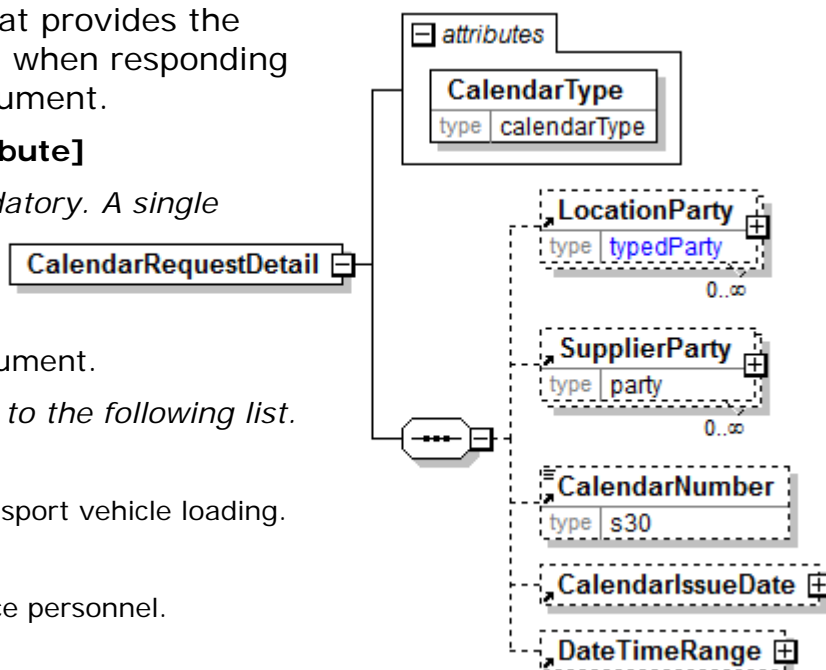 at provides the
when responding
ument.
bute]
datory. A single
ument.
to the following list.
sport vehicle loading.
ce personnel.
CalendarRequestDetail
attributes
CalendarType
type calendarType
LocationParty
type typedParty
0..∞
SupplierParty
type party
0..∞
CalendarNumber
type s30
CalendarIssueDate
DateTimeRange